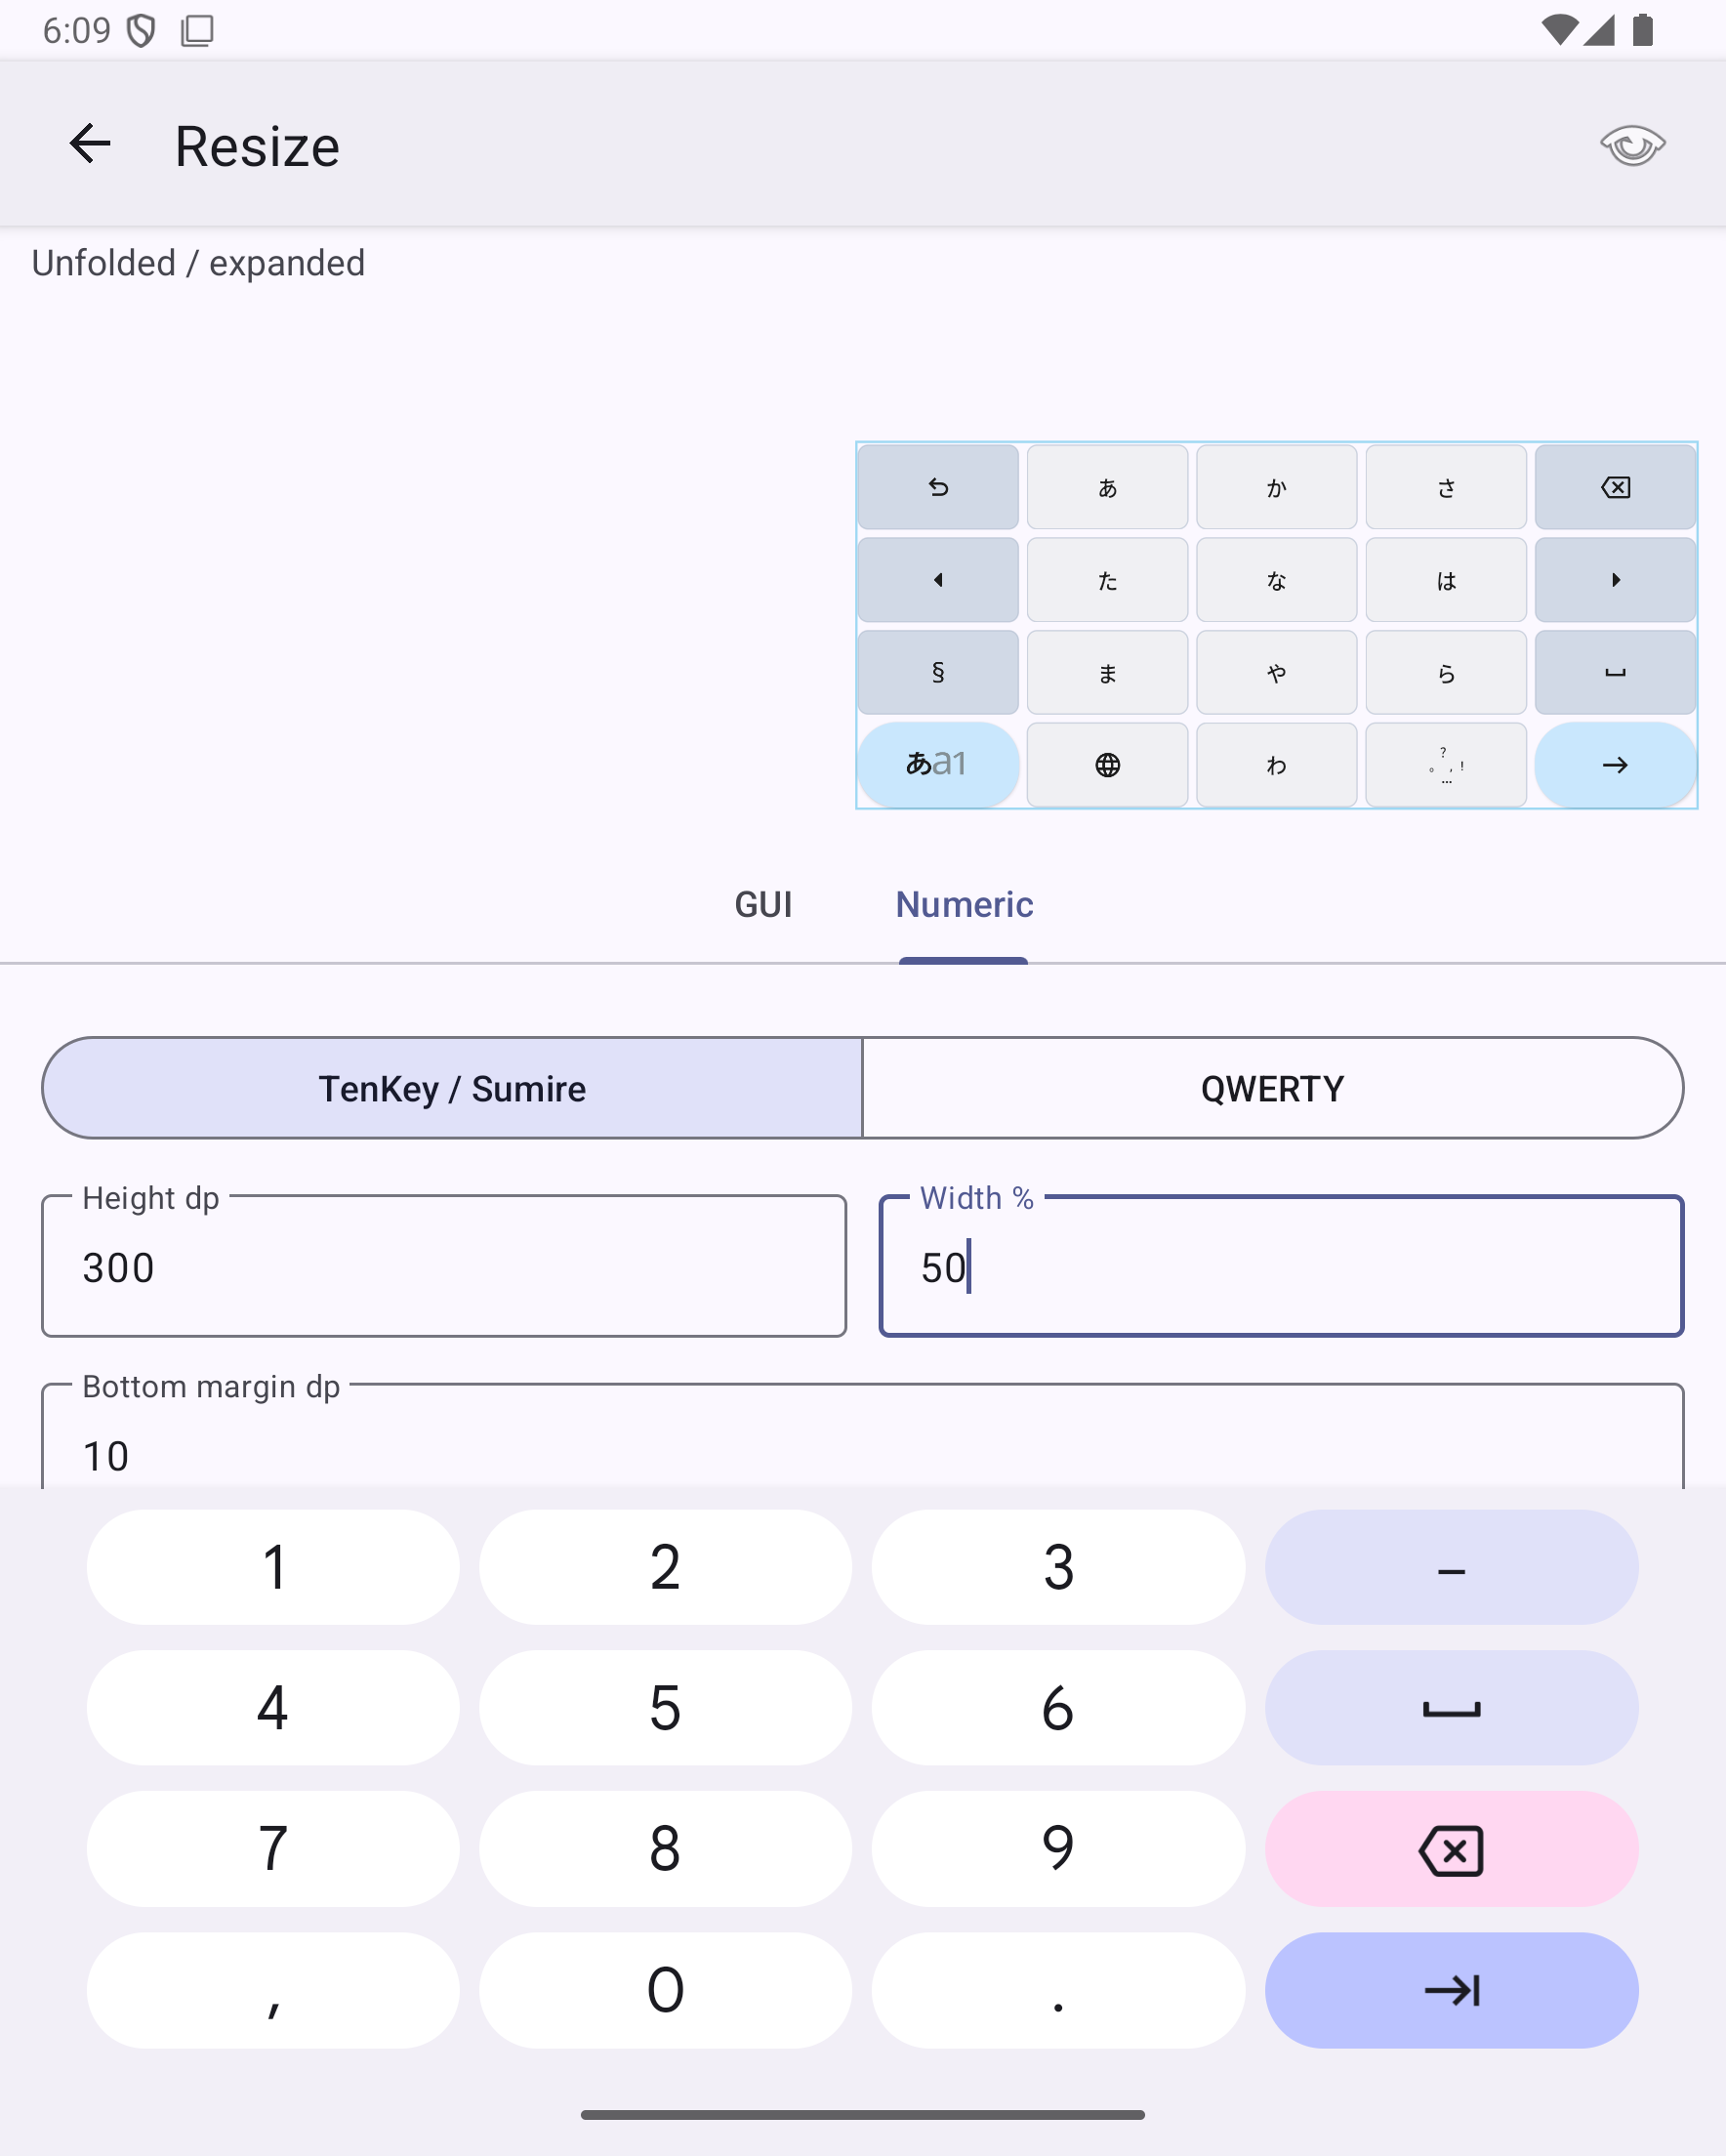 6:09
Resize
Unfolded / expanded
あ か さ
た な は
§ ま や ら
あa1 わ 。?,!…
GUI Numeric
TenKey / Sumire QWERTY
Height dp Width %
300 50
Bottom margin dp
10
1 2 3 –
4 5 6
7 8 9
, 0 .